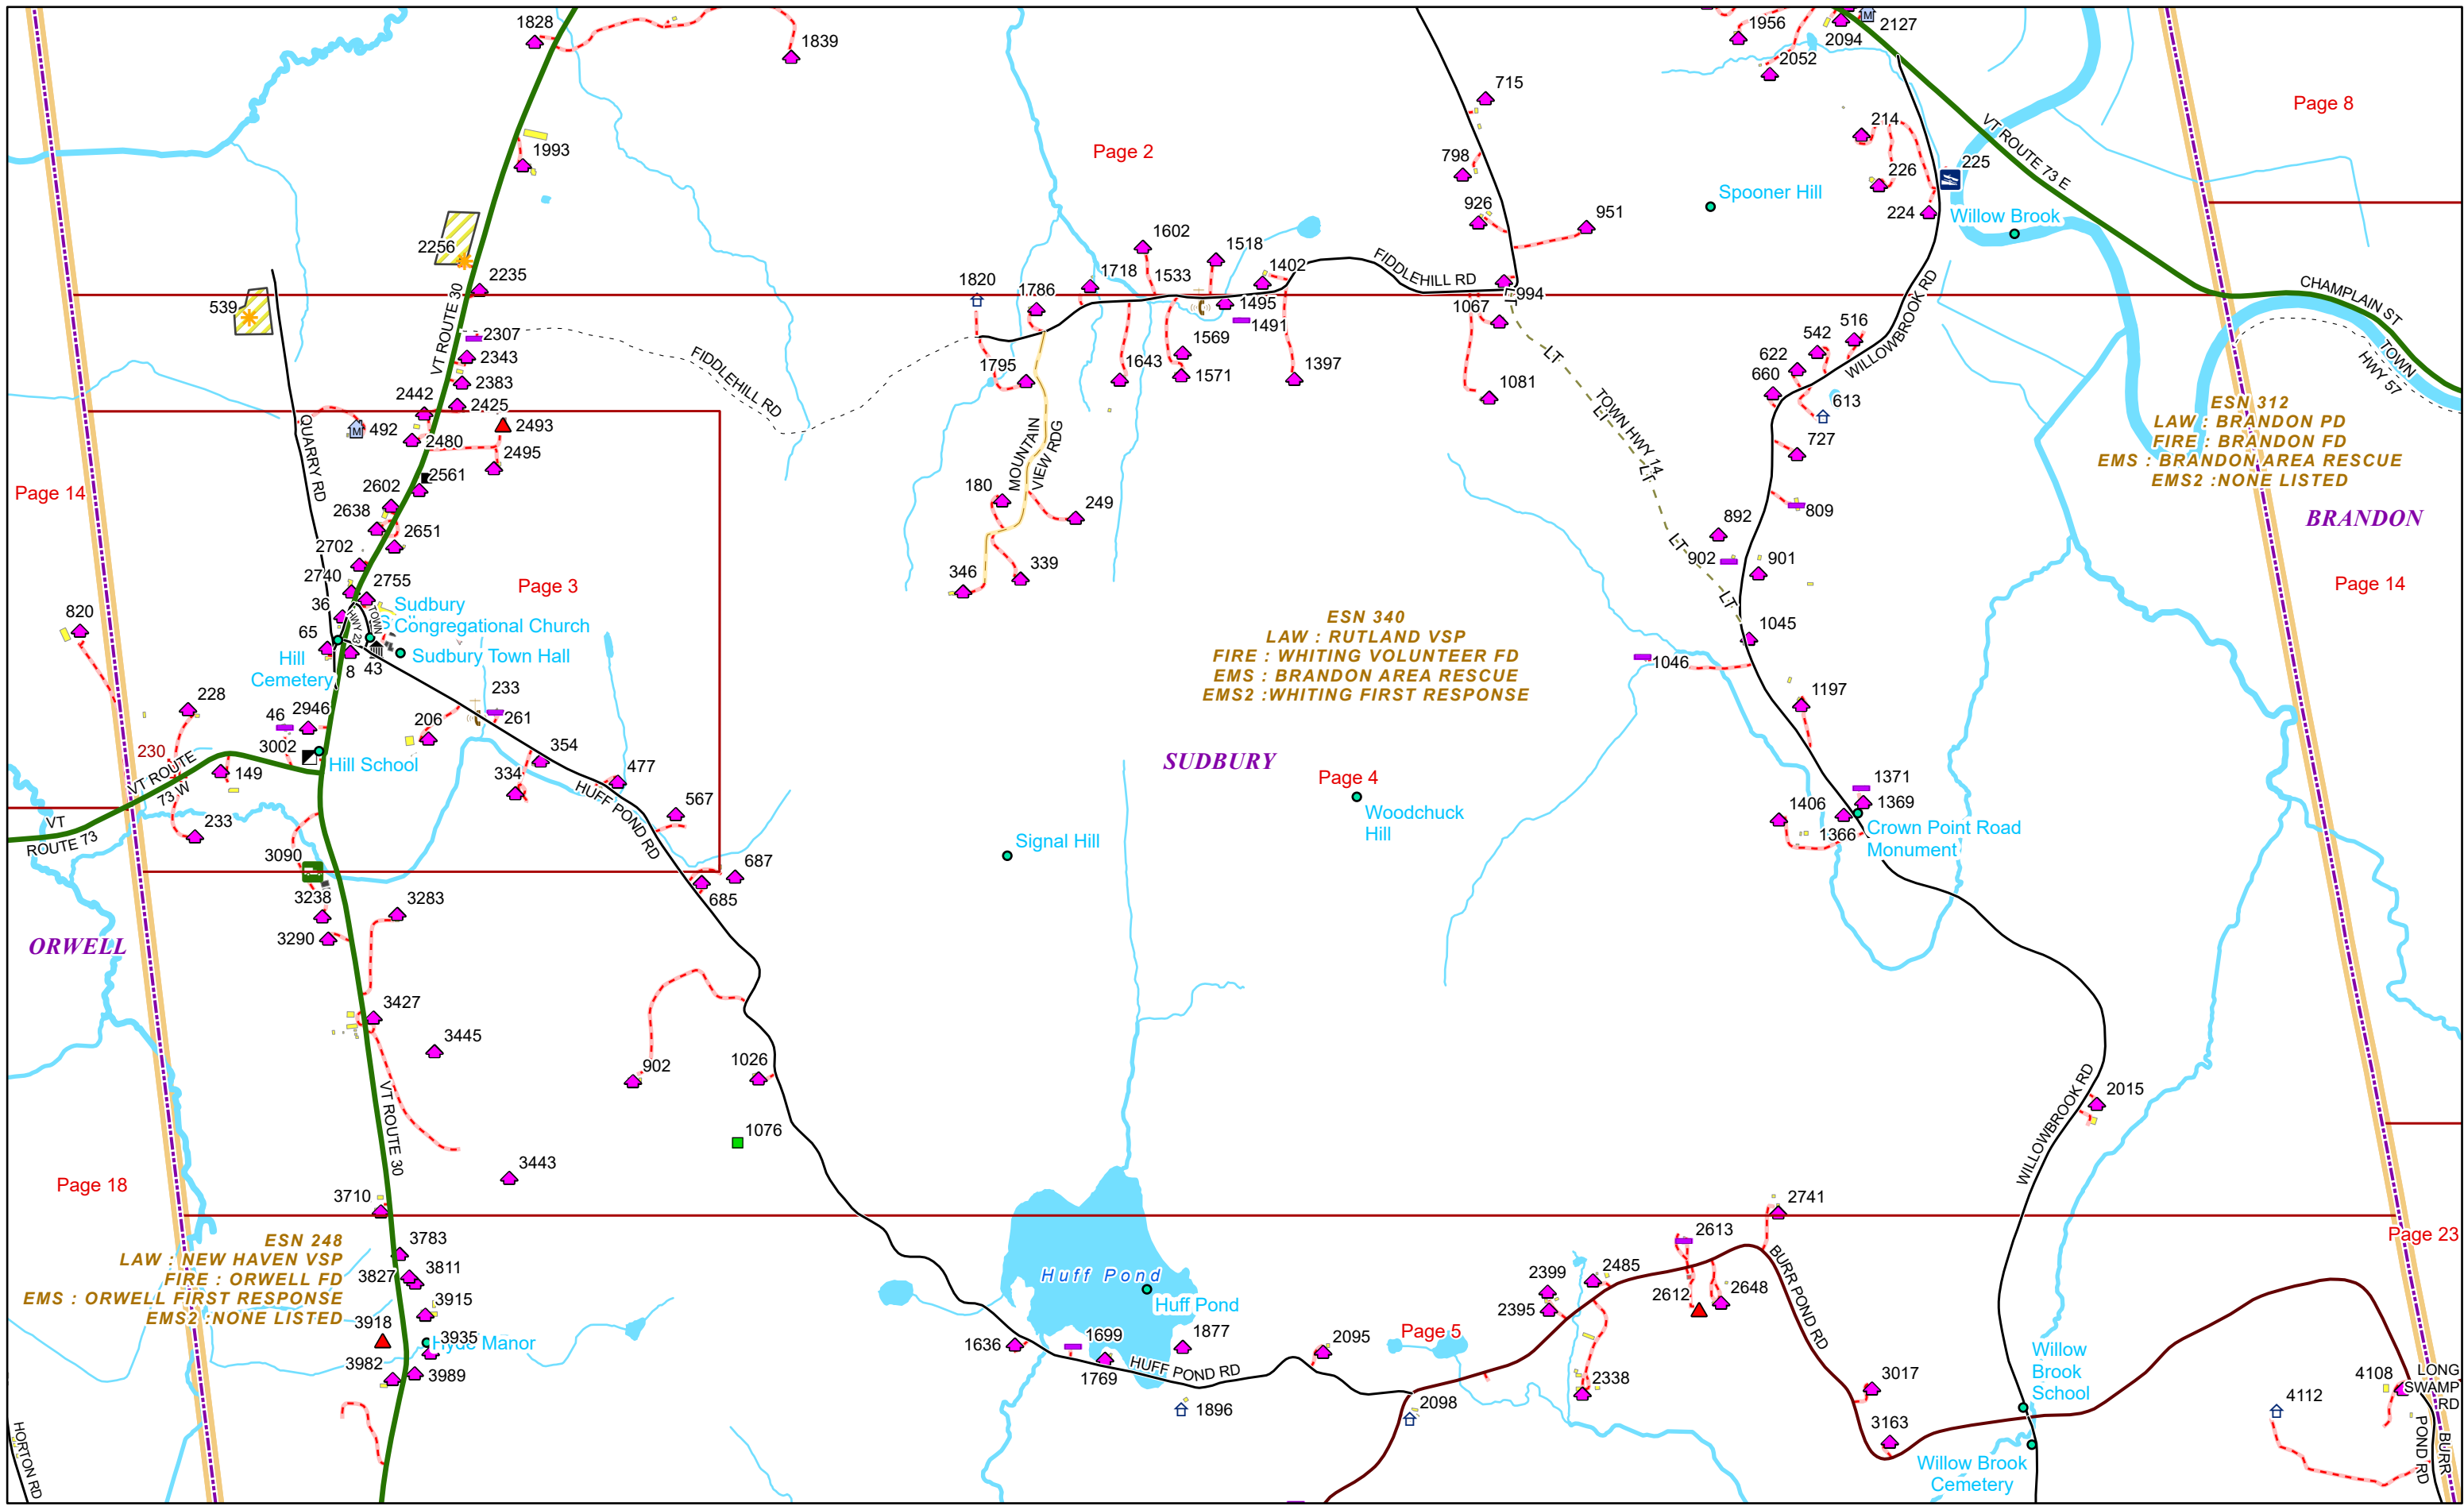 1828
1839
1956
2094
2127
2052
715
Page 8
1993
Page 2
798
214
226
225
VT ROUTE 73 E
Spooner Hill
926
951
224
Willow Brook
2256
2235
1602
1518
1402
1718
1533
FIDDLEHILL RD
1820
1786
994
CHAMPLAIN ST
539
VT ROUTE 30
1495
1491
1067
WILLOWBROOK RD
2307
2343
2383
2442
2425
FIDDLEHILL RD
1569
1795
1643
1571
1397
1081
LT
542
516
622
660
613
TOWN
HWY 57
492
2480
2493
2495
QUARRY RD
MOUNTAIN
VIEW RDG
TOWN HWY 14
LT
LT
LT
LT
727
ESN 312
LAW : BRANDON PD
FIRE : BRANDON FD
EMS : BRANDON AREA RESCUE
EMS2 :NONE LISTED
BRANDON
Page 14
Page 14
2561
2602
2638
2651
180
249
809
892
902
901
2702
2740
2755
Page 3
346
339
820
36
65
8
43
TOWN
HWY 23
Sudbury
Congregational Church
Sudbury Town Hall
Hill
Cemetery
ESN 340
LAW : RUTLAND VSP
FIRE : WHITING VOLUNTEER FD
EMS : BRANDON AREA RESCUE
EMS2 :WHITING FIRST RESPONSE
1045
1046
1197
228
46
2946
3002
206
233
261
230
VT ROUTE
73 W
149
Hill School
354
334
477
HUFF POND RD
567
SUDBURY
Page 4
Woodchuck
Hill
1371
1369
1406
1366
Crown Point Road
Monument
VT
ROUTE 73
233
3090
Signal Hill
687
685
3238
3283
3290
ORWELL
3427
3445
902
1026
1076
VT ROUTE 30
3443
WILLOWBROOK RD
2015
Page 18
3710
2741
ESN 248
LAW : NEW HAVEN VSP
FIRE : ORWELL FD
EMS : ORWELL FIRST RESPONSE
EMS2 :NONE LISTED
3783
3827
3811
3915
3918
3935
Hyde Manor
3982
3989
HORTON RD
Huff Pond
Huff Pond
1636
1699
1769
1877
HUFF POND RD
1896
2095
2098
Page 5
2399
2395
2485
2338
2613
2612
2648
BURR POND RD
3017
3163
Page 23
Willow
Brook
School
Willow Brook
Cemetery
4112
4108
LONG
SWAMP
RD
BURR
POND RD